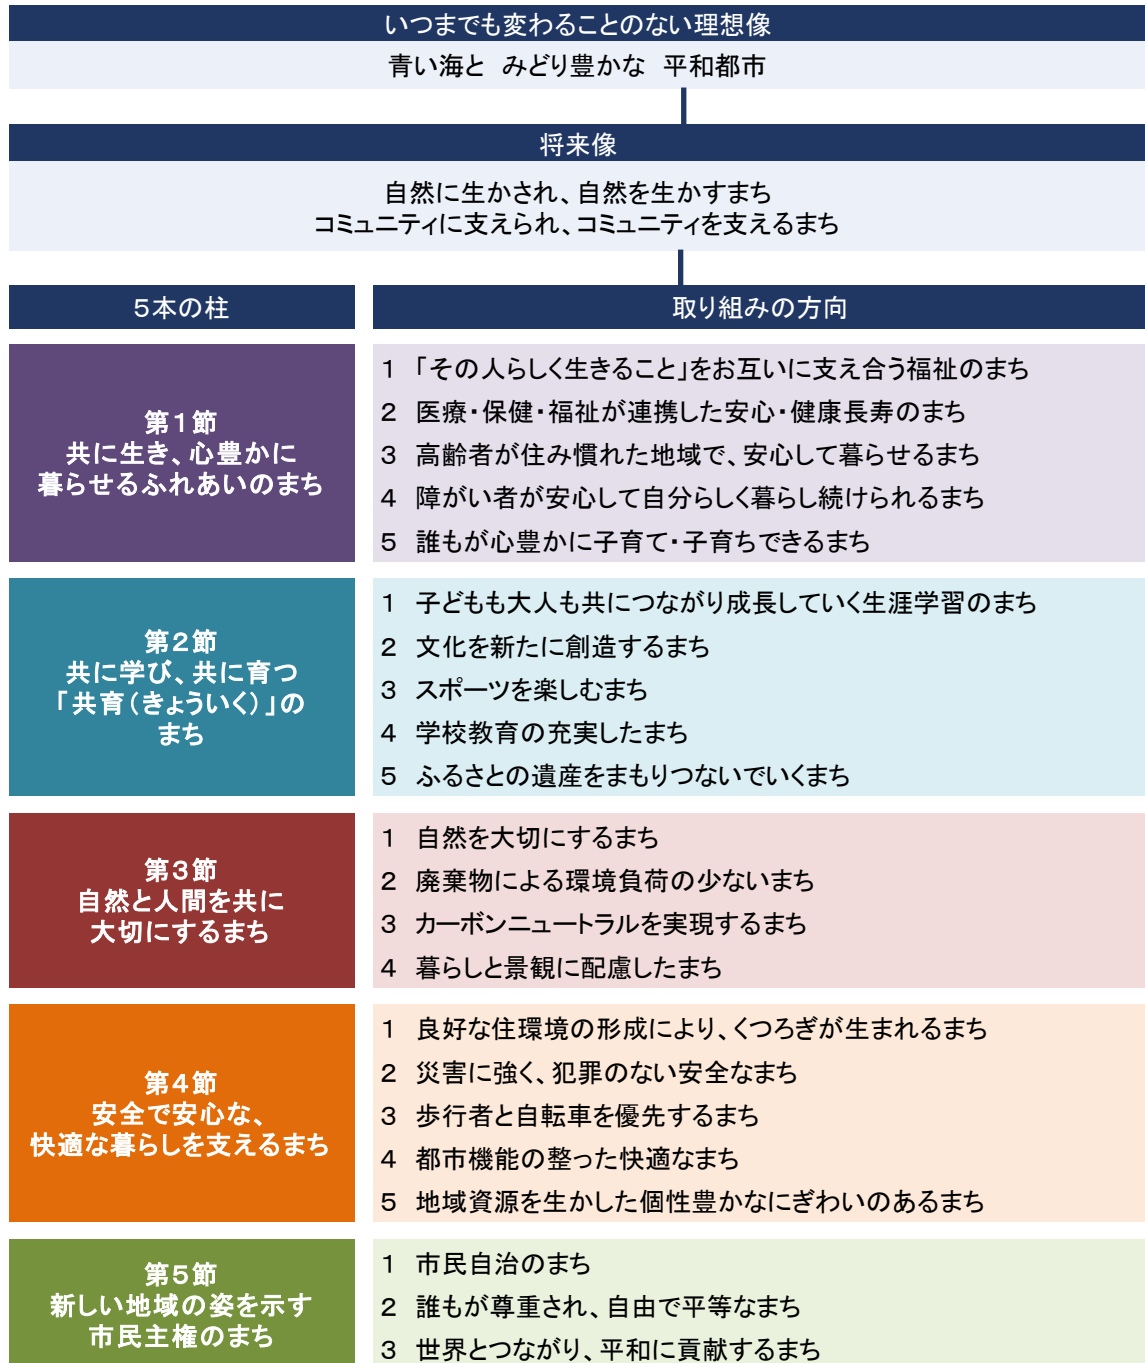 いつまでも変わることのない理想像
青い海と　みどり豊かな　平和都市
将来像
自然に生かされ、自然を生かすまち
コミュニティに支えられ、コミュニティを支えるまち
５本の柱
取り組みの方向
第１節
共に生き、心豊かに
暮らせるふれあいのまち
１　「その人らしく生きること」をお互いに支え合う福祉のまち
２　医療・保健・福祉が連携した安心・健康長寿のまち
３　高齢者が住み慣れた地域で、安心して暮らせるまち
４　障がい者が安心して自分らしく暮らし続けられるまち
５　誰もが心豊かに子育て・子育ちできるまち
第２節
共に学び、共に育つ
「共育（きょういく）」の
まち
１　子どもも大人も共につながり成長していく生涯学習のまち
２　文化を新たに創造するまち
３　スポーツを楽しむまち
４　学校教育の充実したまち
５　ふるさとの遺産をまもりつないでいくまち
第３節
自然と人間を共に
大切にするまち
１　自然を大切にするまち
２　廃棄物による環境負荷の少ないまち
３　カーボンニュートラルを実現するまち
４　暮らしと景観に配慮したまち
第４節
安全で安心な、
快適な暮らしを支えるまち
１　良好な住環境の形成により、くつろぎが生まれるまち
２　災害に強く、犯罪のない安全なまち
３　歩行者と自転車を優先するまち
４　都市機能の整った快適なまち
５　地域資源を生かした個性豊かなにぎわいのあるまち
第５節
新しい地域の姿を示す
市民主権のまち
１　市民自治のまち
２　誰もが尊重され、自由で平等なまち
３　世界とつながり、平和に貢献するまち